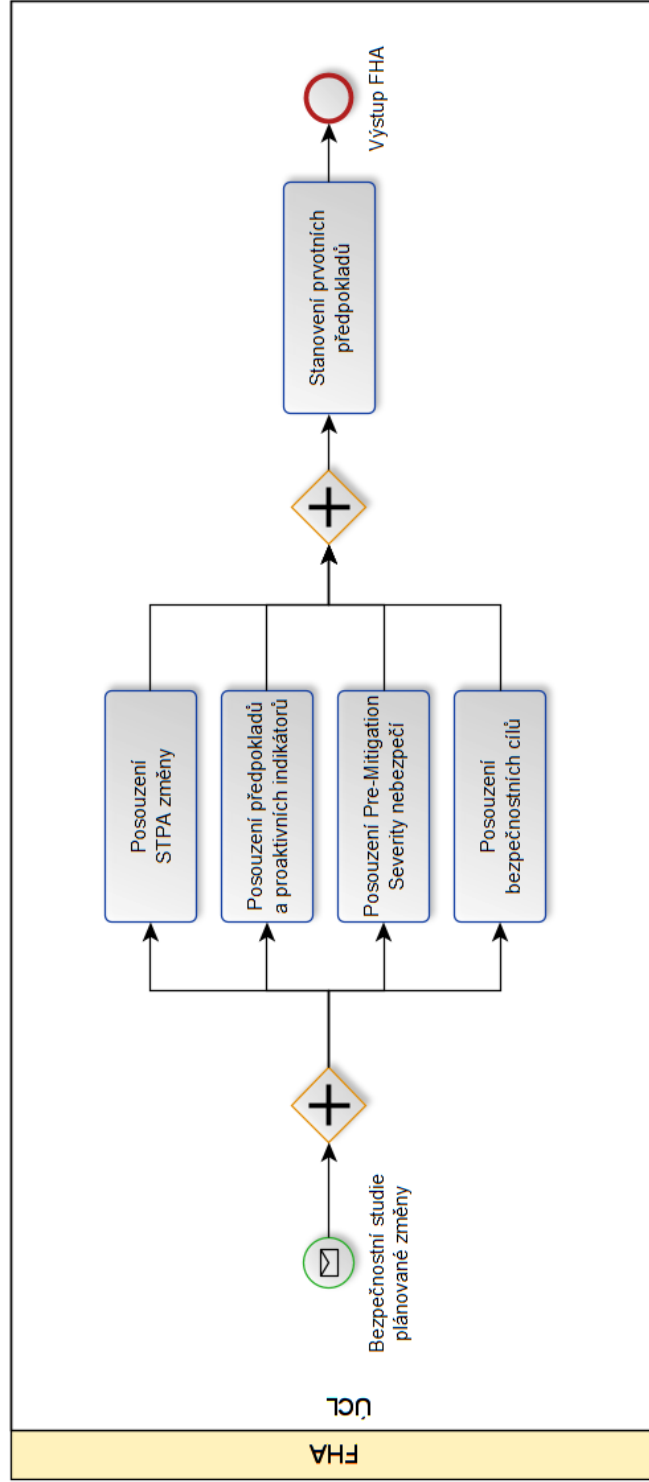 FHA
ÚCL
Bezpečnostní studie
plánované změny
Posouzení
STPA změny
Posouzení předpokladů
a proaktivních indikátorů
Posouzení Pre-Mitigation
Severity nebezpečí
Posouzení
bezpečnostních cílů
Stanovení prvotních
předpokladů
Výstup FHA